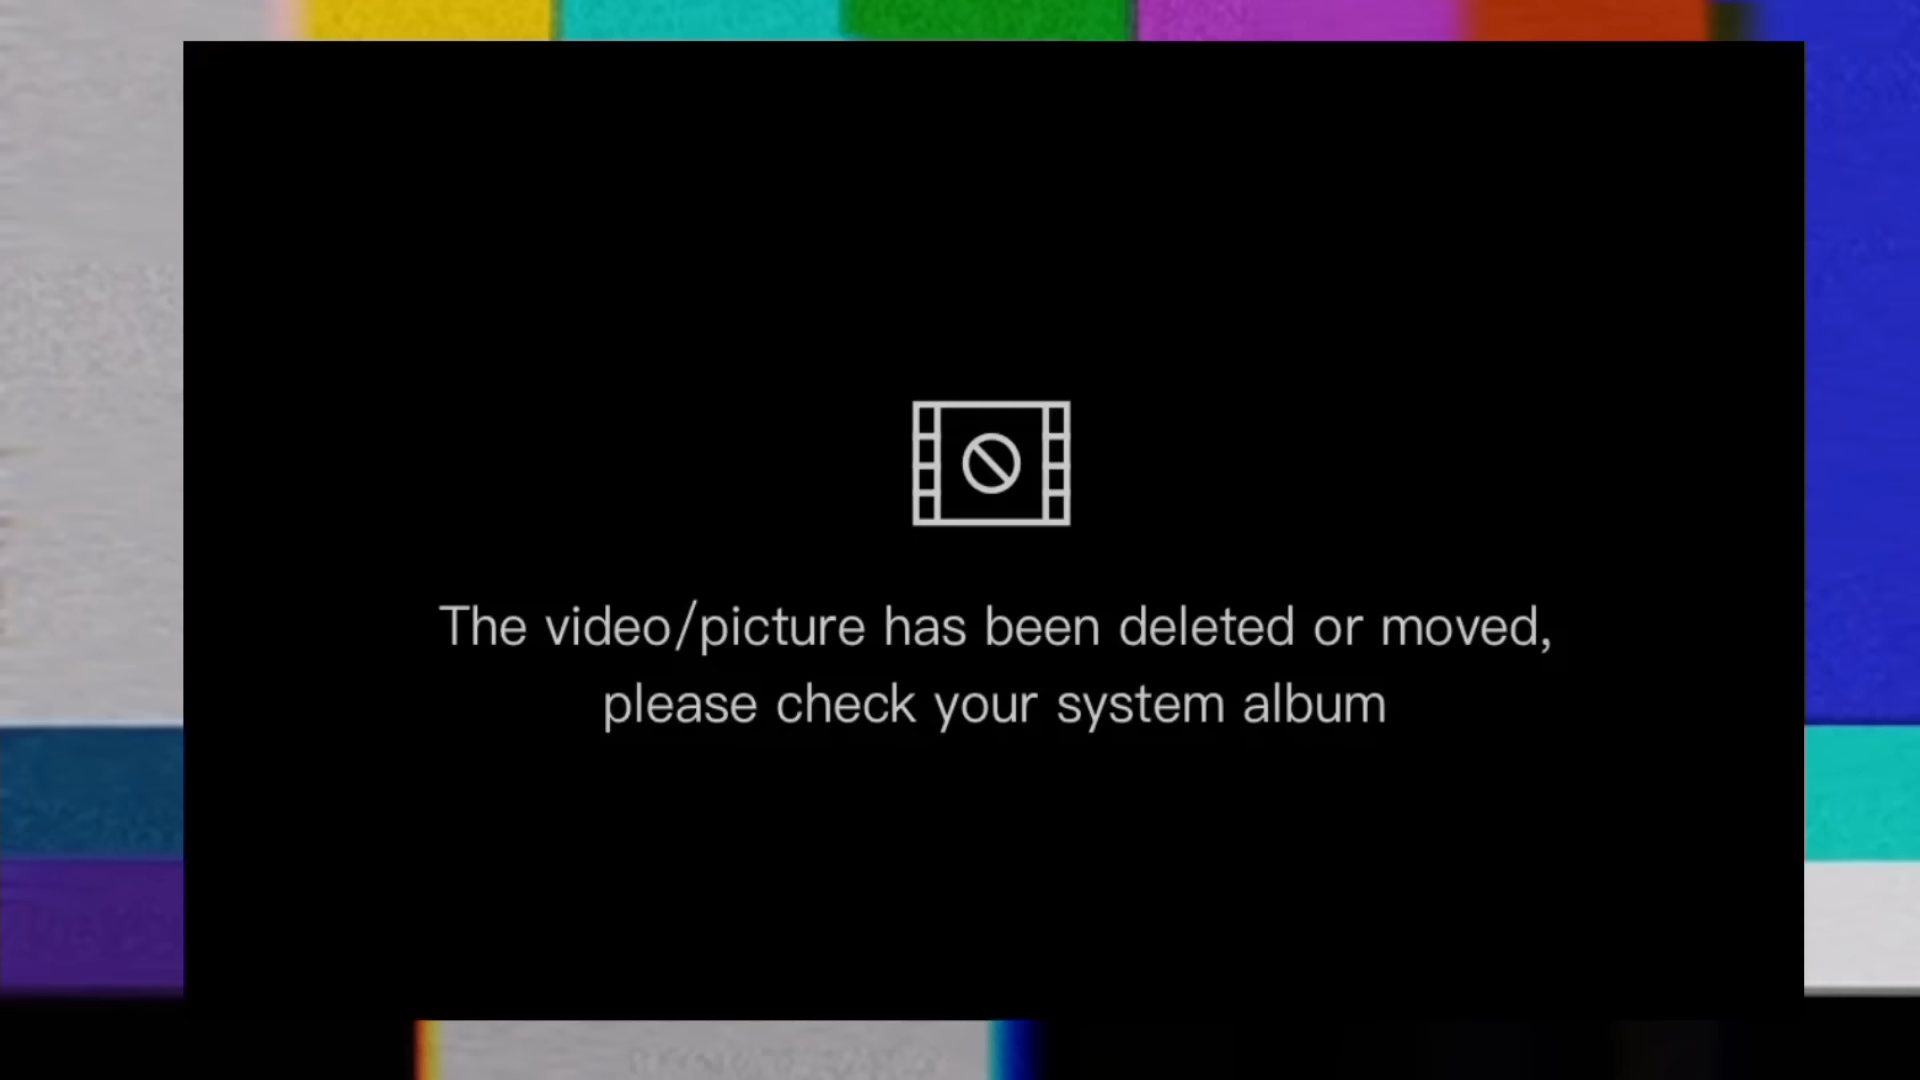 The video/picture has been deleted or moved,
please check your system album